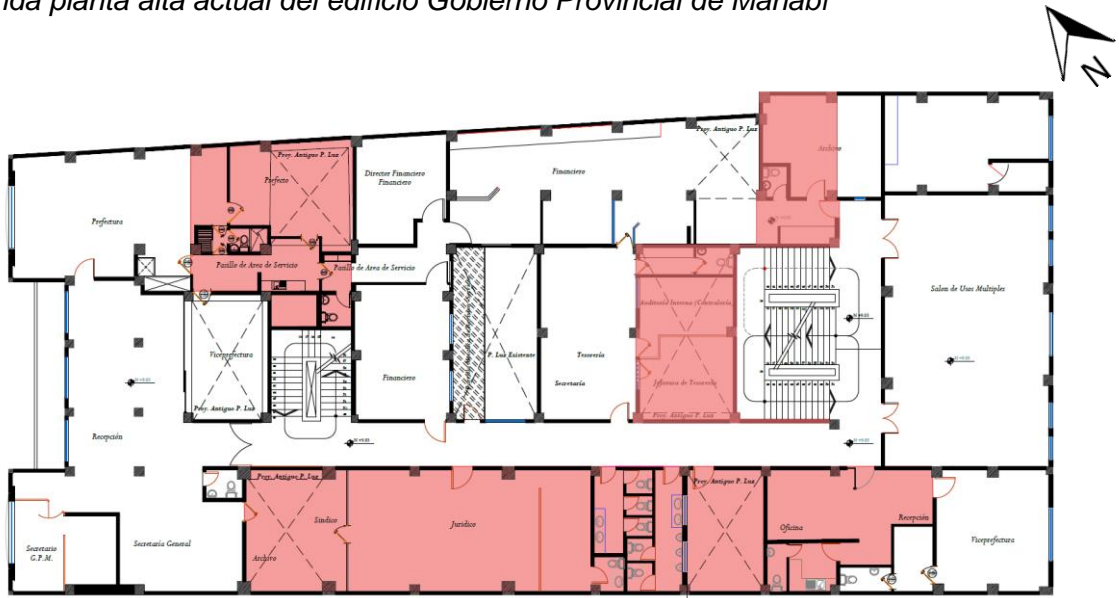 nda planta alta actual del edificio Gobierno Provincial de Manabí
N
Proy. Antiguo P. Luz
Prefecto
Prefectura
Director Financiero
Financiero
Financiero
Proy. Antiguo P. Luz
Archivo
Pasillo de Area de Servicio
Pasillo de Area de Servicio
Viceprefectura
Proy. Antiguo P. Luz
Financiero
P. Luz Existente
Tesorería
Secretaría
Auditoría Interna / Contraloría
Jefatura de Tesorería
Proy. Antiguo P. Luz
Salon de Usos Multiples
Recepción
Proy. Antiguo P. Luz
Síndico
Archivo
Jurídico
Proy. Antiguo P. Luz
Oficina
Recepción
Viceprefectura
Secretario
G.P.M.
Secretaría General